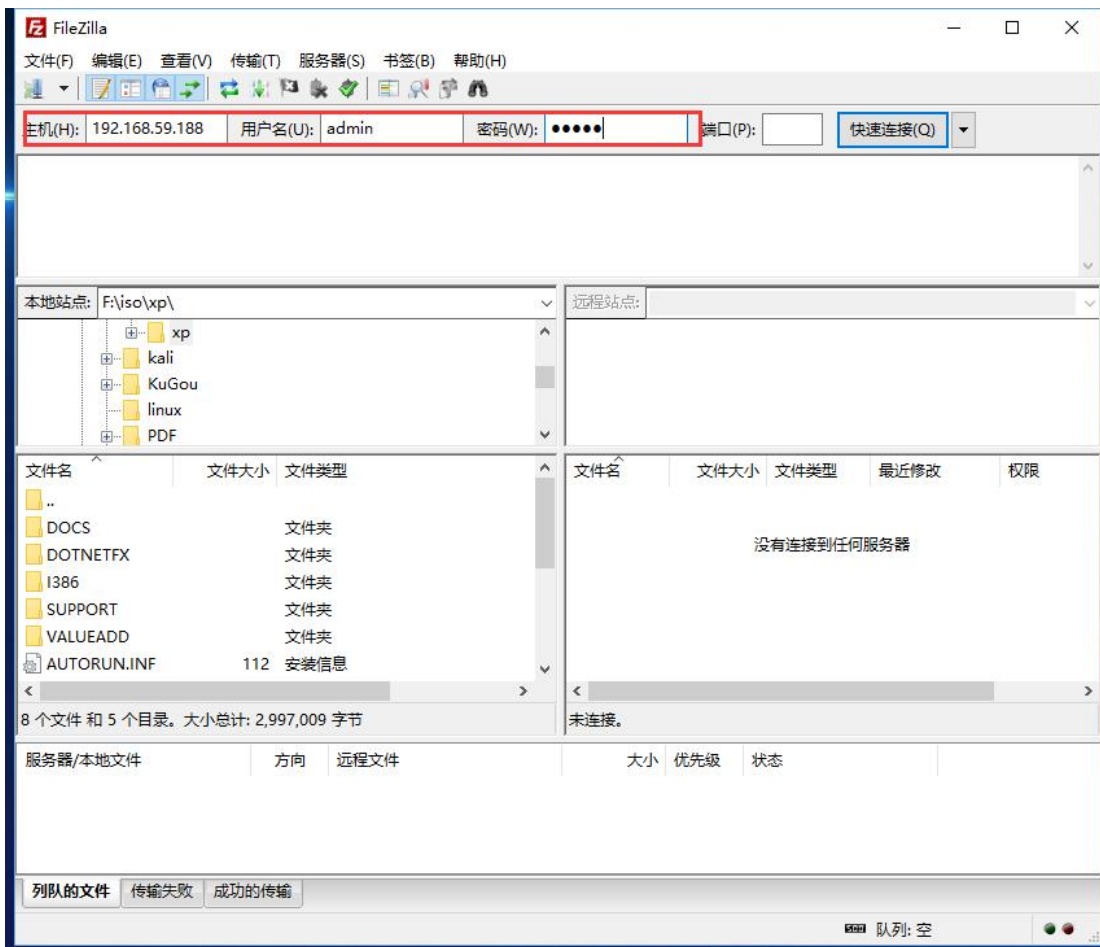 FileZilla
文件(F) 编辑(E) 查看(V) 传输(T) 服务器(S) 书签(B) 帮助(H)
主机(H): 192.168.59.188 用户名(U): admin 密码(W): ●●●●● 端口(P): 快速连接(Q)
本地站点: F:\iso\xp\ 远程站点:
xp
kali
KuGou
linux
PDF
文件名 文件大小 文件类型 文件名 文件大小 文件类型 最近修改 权限
..
DOCS 文件夹
没有连接到任何服务器
DOTNETFX 文件夹
I386 文件夹
SUPPORT 文件夹
VALUEADD 文件夹
AUTORUN.INF 112 安装信息
8 个文件 和 5 个目录。大小总计: 2,997,009 字节 未连接。
服务器/本地文件 方向 远程文件 大小 优先级 状态
列队的文件 传输失败 成功的传输
队列: 空